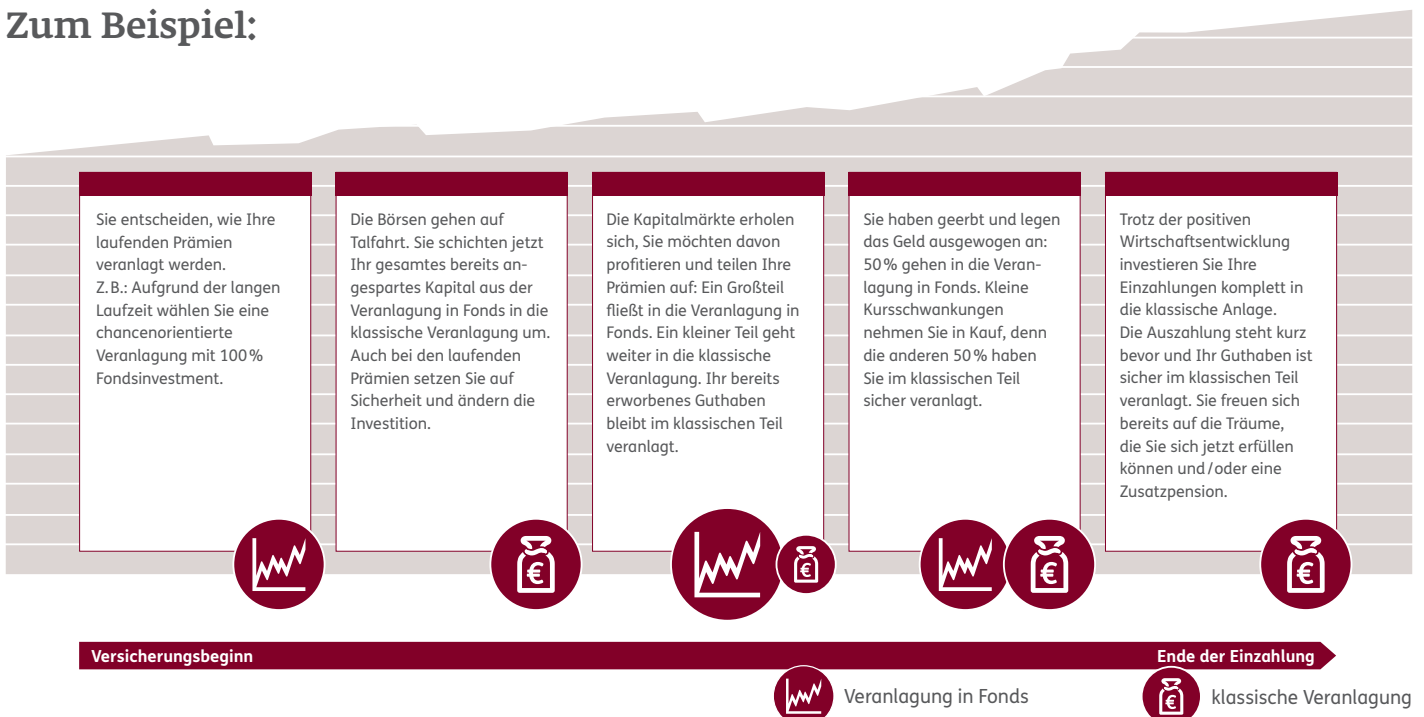 Zum Beispiel:
Sie entscheiden, wie Ihre
laufenden Prämien
veranlagt werden.
Z. B.: Aufgrund der langen
Laufzeit wählen Sie eine
chancenorientierte
Veranlagung mit 100 %
Fondsinvestment.
Die Börsen gehen auf
Talfahrt. Sie schichten jetzt
Ihr gesamtes bereits an-
gespartes Kapital aus der
Veranlagung in Fonds in die
klassische Veranlagung um.
Auch bei den laufenden
Prämien setzen Sie auf
Sicherheit und ändern die
Investition.
Die Kapitalmärkte erholen
sich, Sie möchten davon
profitieren und teilen Ihre
Prämien auf: Ein Großteil
fließt in die Veranlagung in
Fonds. Ein kleiner Teil geht
weiter in die klassische
Veranlagung. Ihr bereits
erworbenes Guthaben
bleibt im klassischen Teil
veranlagt.
Sie haben geerbt und legen
das Geld ausgewogen an:
50 % gehen in die Veran-
lagung in Fonds. Kleine
Kursschwankungen
nehmen Sie in Kauf, denn
die anderen 50 % haben
Sie im klassischen Teil
sicher veranlagt.
Trotz der positiven
Wirtschaftsentwicklung
investieren Sie Ihre
Einzahlungen komplett in
die klassische Anlage.
Die Auszahlung steht kurz
bevor und Ihr Guthaben ist
sicher im klassischen Teil
veranlagt. Sie freuen sich
bereits auf die Träume,
die Sie sich jetzt erfüllen
können und / oder eine
Zusatzpension.
€
€
€
€
Versicherungsbeginn
Ende der Einzahlung
Veranlagung in Fonds
€
klassische Veranlagung